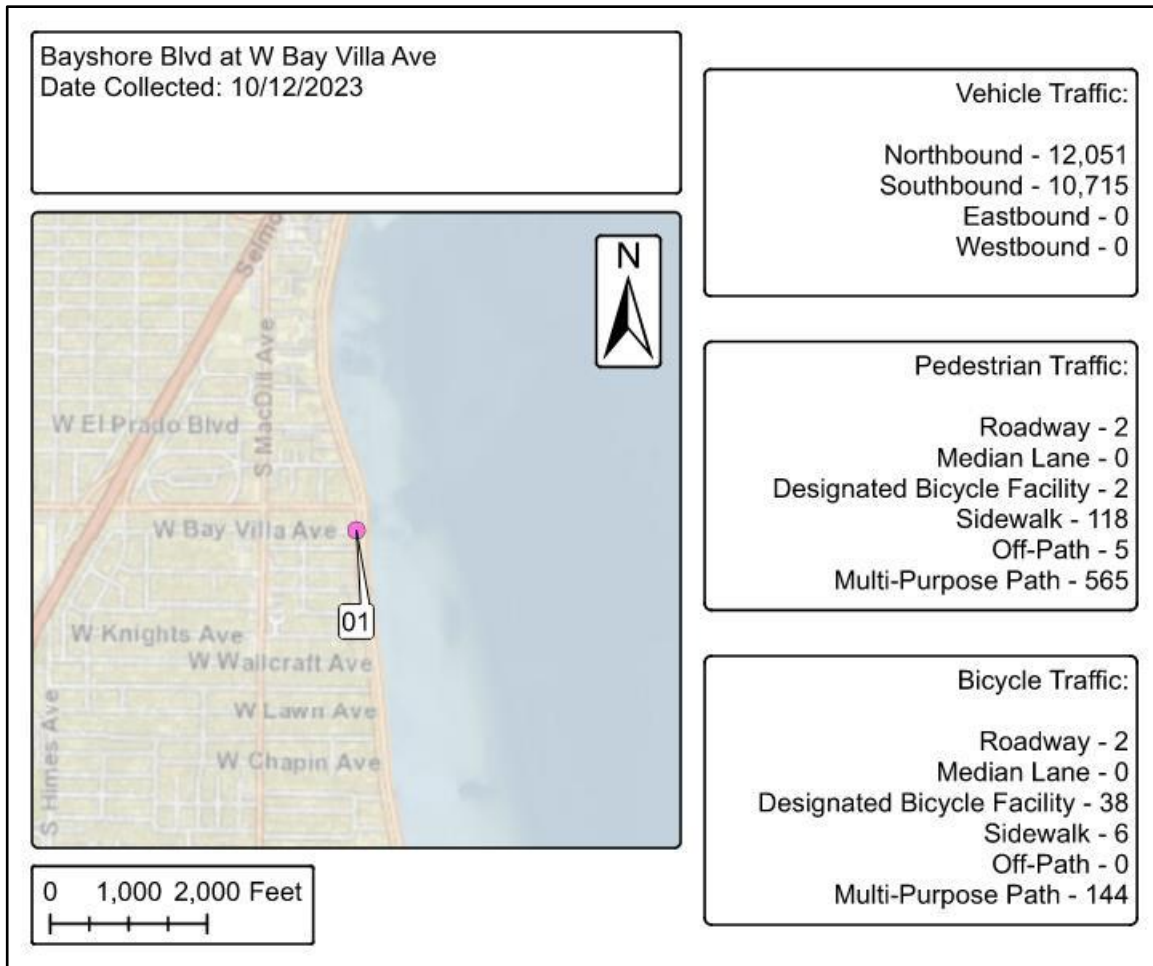 Bayshore Blvd at W Bay Villa Ave
Date Collected: 10/12/2023
Vehicle Traffic:
Northbound - 12,051
Southbound - 10,715
Eastbound - 0
Westbound - 0
N
Selmo
S MacDill Ave
W El Prado Blvd
W Bay Villa Ave
01
W Knights Ave
W Wallcraft Ave
W Lawn Ave
W Chapin Ave
S Himes Ave
Pedestrian Traffic:
Roadway - 2
Median Lane - 0
Designated Bicycle Facility - 2
Sidewalk - 118
Off-Path - 5
Multi-Purpose Path - 565
Bicycle Traffic:
Roadway - 2
Median Lane - 0
Designated Bicycle Facility - 38
Sidewalk - 6
Off-Path - 0
Multi-Purpose Path - 144
0 1,000 2,000 Feet